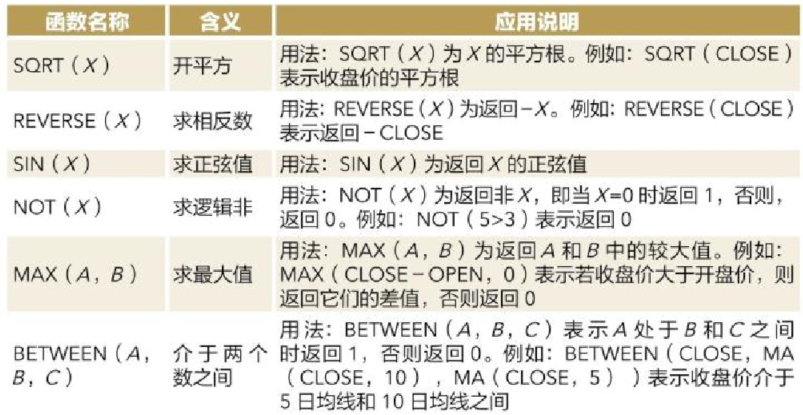 函数名称 含义 应用说明
SQRT（X） 开平方 用法：SQRT（X）为X的平方根。例如：SQRT（CLOSE）
表示收盘价的平方根
REVERSE（X） 求相反数 用法：REVERSE（X）为返回－X。例如：REVERSE（CLOSE）
表示返回－CLOSE
SIN（X） 求正弦值 用法：SIN（X）为返回X的正弦值
NOT（X） 求逻辑非 用法：NOT（X）为返回非X，即当X=0时返回1，否则，
返回0。例如：NOT（5>3）表示返回0
MAX（A，B） 求最大值 用法：MAX（A，B）为返回A和B中的较大值。例如：
MAX（CLOSE－OPEN，0）表示若收盘价大于开盘价，则
返回它们的差值，否则返回0
BETWEEN（A，
B，C）
介于两个
数之间
用法：BETWEEN（A，B，C）表示A处于B和C之间
时返回1，否则返回0。例如：BETWEEN（CLOSE，MA
（CLOSE，10），MA（CLOSE，5））表示收盘价介于
5日均线和10日均线之间